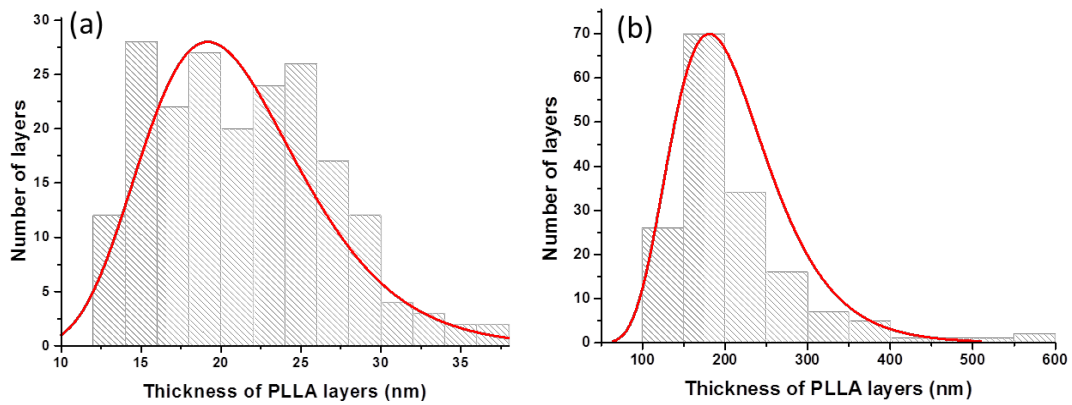 (a)
Number of layers
30
25
20
15
10
5
0
10 15 20 25 30 35
Thickness of PLLA layers (nm)
(b)
Number of layers
70
60
50
40
30
20
10
0
100 200 300 400 500 600
Thickness of PLLA layers (nm)